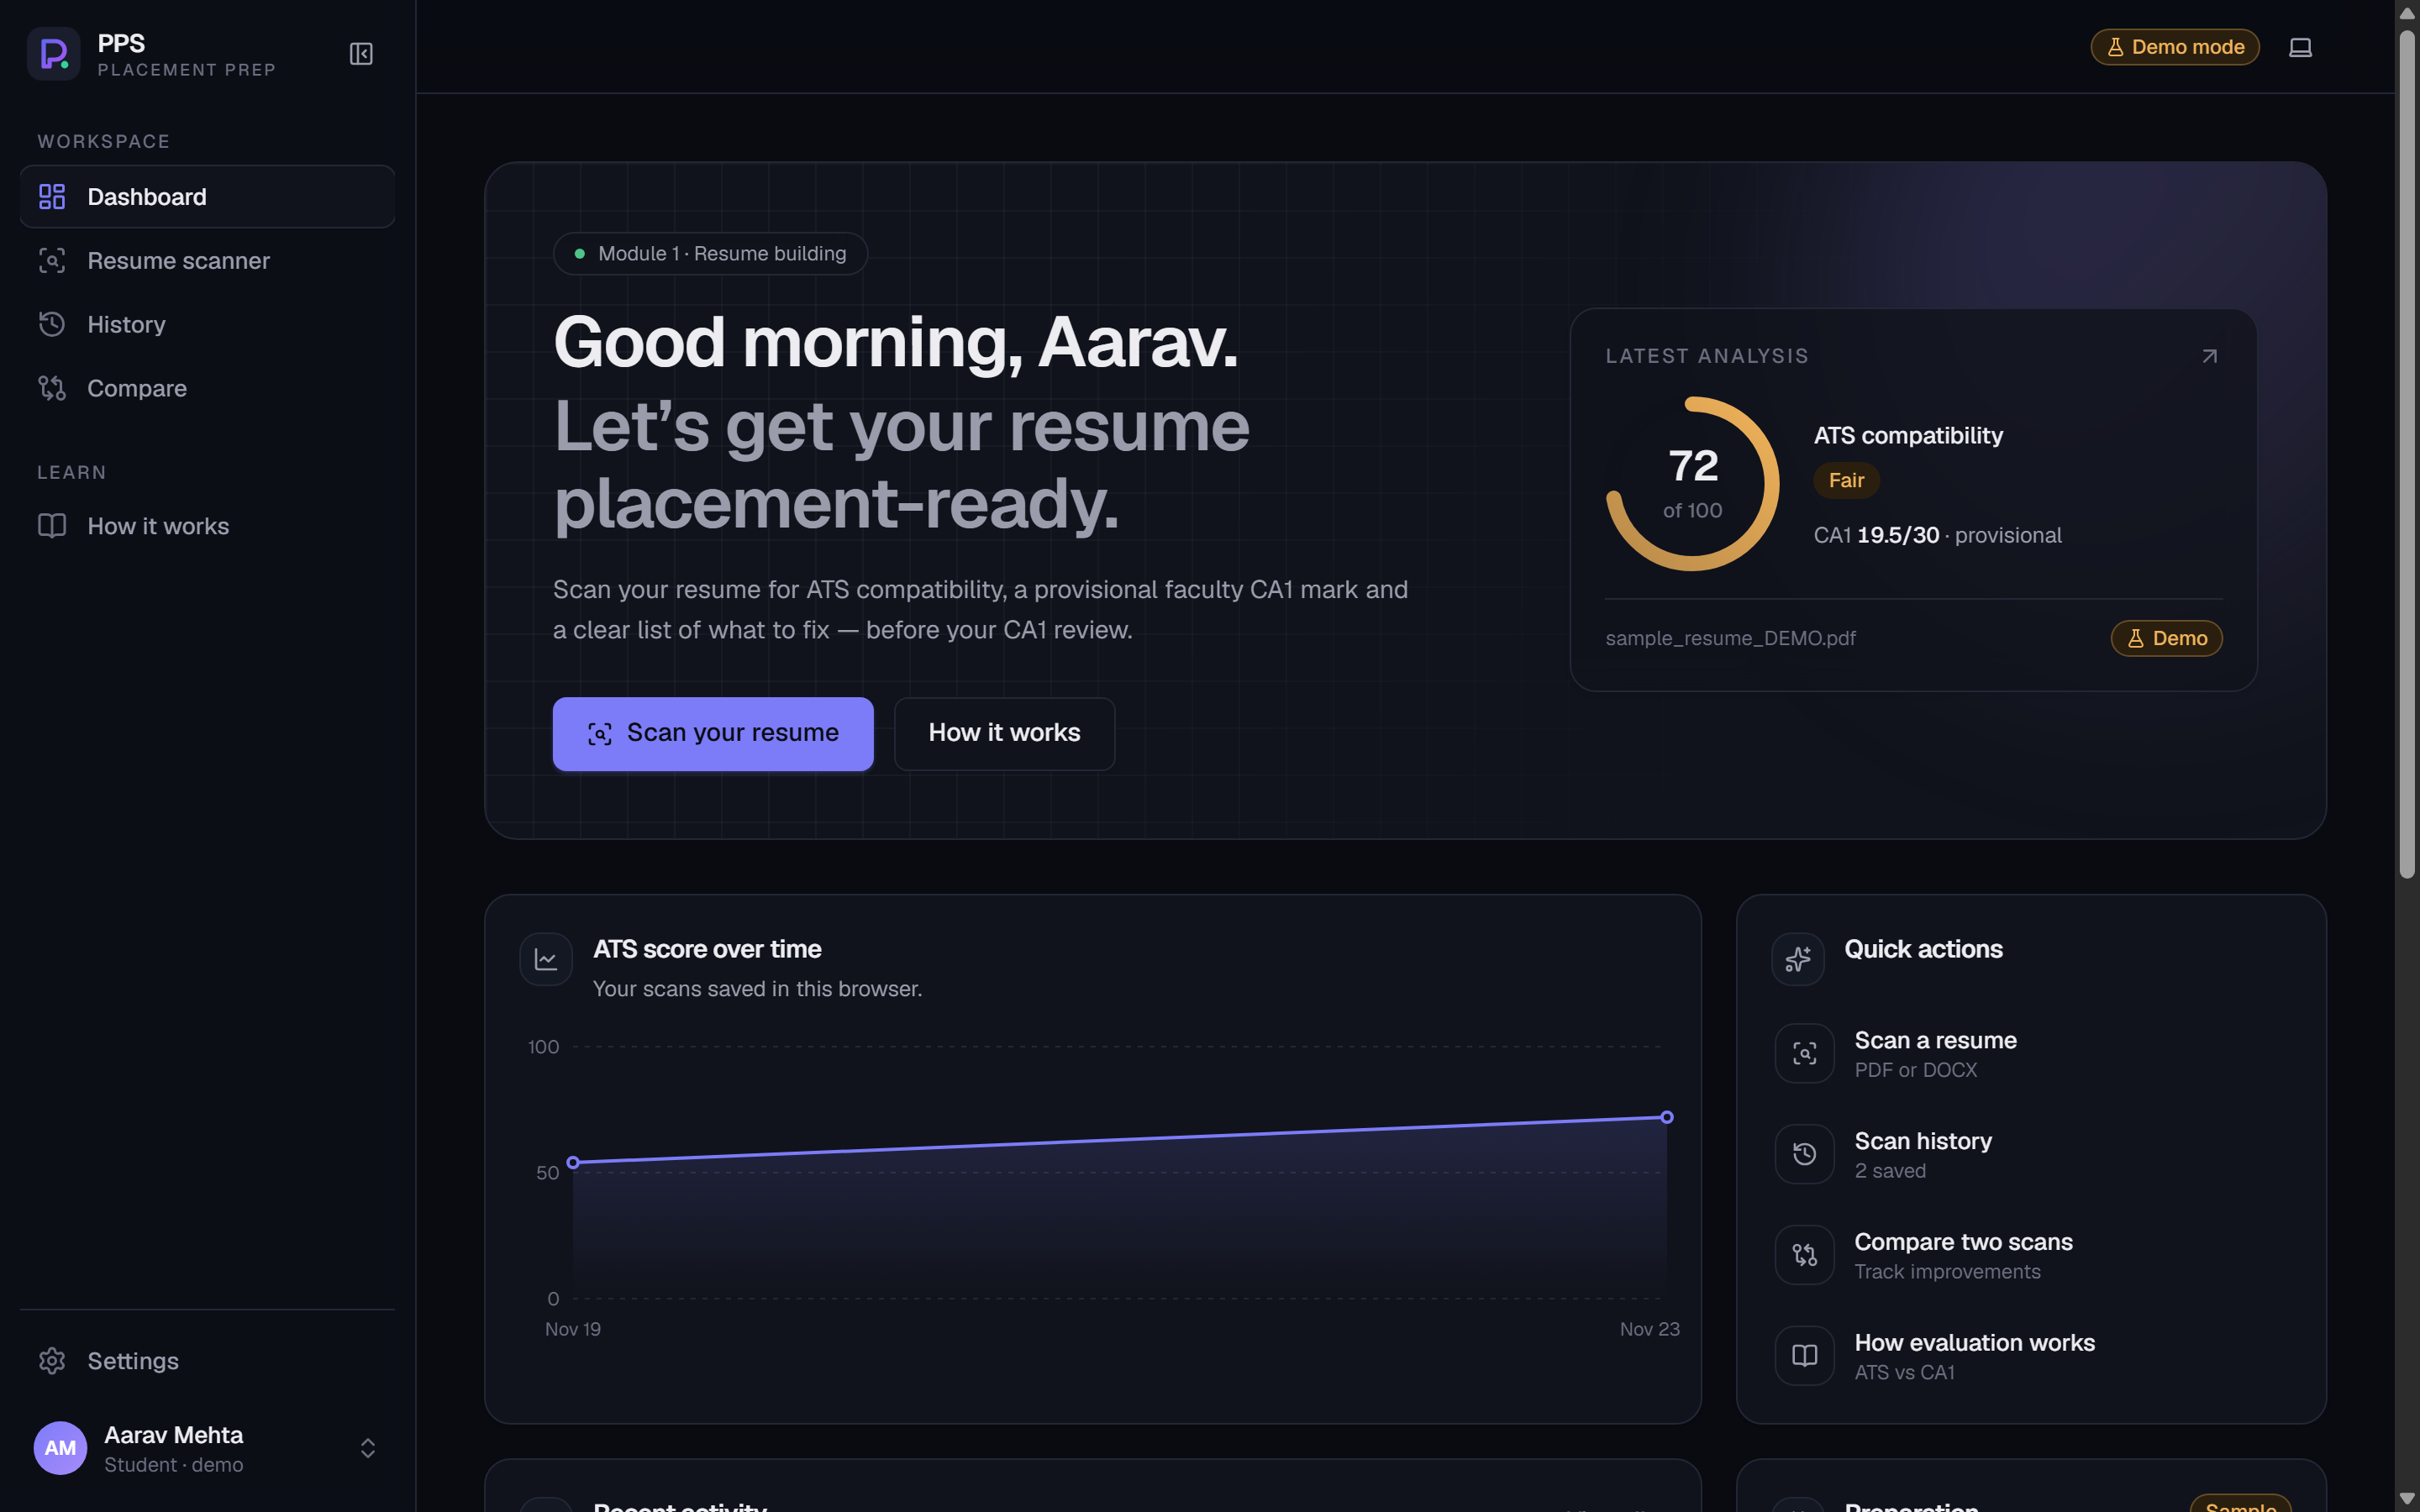 PPS
PLACEMENT PREP
WORKSPACE
Dashboard
Resume scanner
History
Compare
LEARN
How it works
Settings
AM
Aarav Mehta
Student · demo
Demo mode
Module 1 · Resume building
Good morning, Aarav.
Let’s get your resume
placement-ready.
Scan your resume for ATS compatibility, a provisional faculty CA1 mark and
a clear list of what to fix — before your CA1 review.
Scan your resume
How it works
LATEST ANALYSIS
72
of 100
ATS compatibility
Fair
CA1 19.5/30 · provisional
sample_resume_DEMO.pdf
Demo
ATS score over time
Your scans saved in this browser.
100
50
0
Nov 19
Nov 23
Quick actions
Scan a resume
PDF or DOCX
Scan history
2 saved
Compare two scans
Track improvements
How evaluation works
ATS vs CA1
Recent activity
Preparation
Sample